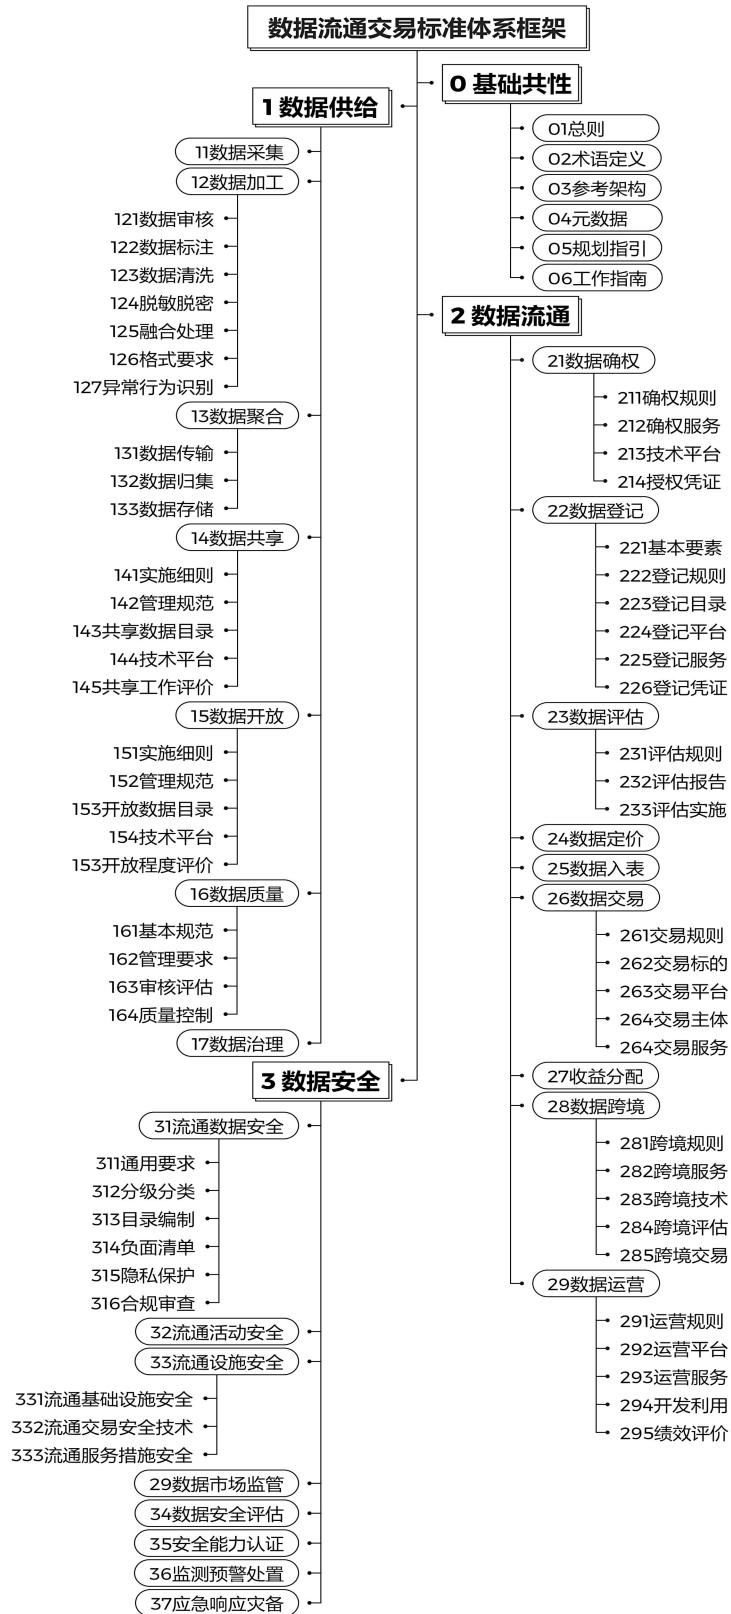 数据流通交易标准体系框架
0 基础共性
01总则
02术语定义
03参考架构
04元数据
05规划指引
06工作指南
1 数据供给
11数据采集
12数据加工
121数据审核
122数据标注
123数据清洗
124脱敏脱密
125融合处理
126格式要求
127异常行为识别
13数据聚合
131数据传输
132数据归集
133数据存储
14数据共享
141实施细则
142管理规范
143共享数据目录
144技术平台
145共享工作评价
15数据开放
151实施细则
152管理规范
153开放数据目录
154技术平台
153开放程度评价
16数据质量
161基本规范
162管理要求
163审核评估
164质量控制
17数据治理
2 数据流通
21数据确权
211确权规则
212确权服务
213技术平台
214授权凭证
22数据登记
221基本要素
222登记规则
223登记目录
224登记平台
225登记服务
226登记凭证
23数据评估
231评估规则
232评估报告
233评估实施
24数据定价
25数据入表
26数据交易
261交易规则
262交易标的
263交易平台
264交易主体
264交易服务
27收益分配
28数据跨境
281跨境规则
282跨境服务
283跨境技术
284跨境评估
285跨境交易
29数据运营
291运营规则
292运营平台
293运营服务
294开发利用
295绩效评价
3 数据安全
31流通数据安全
311通用要求
312分级分类
313目录编制
314负面清单
315隐私保护
316合规审查
32流通活动安全
33流通设施安全
331流通基础设施安全
332流通交易安全技术
333流通服务措施安全
29数据市场监管
34数据安全评估
35安全能力认证
36监测预警处置
37应急响应灾备